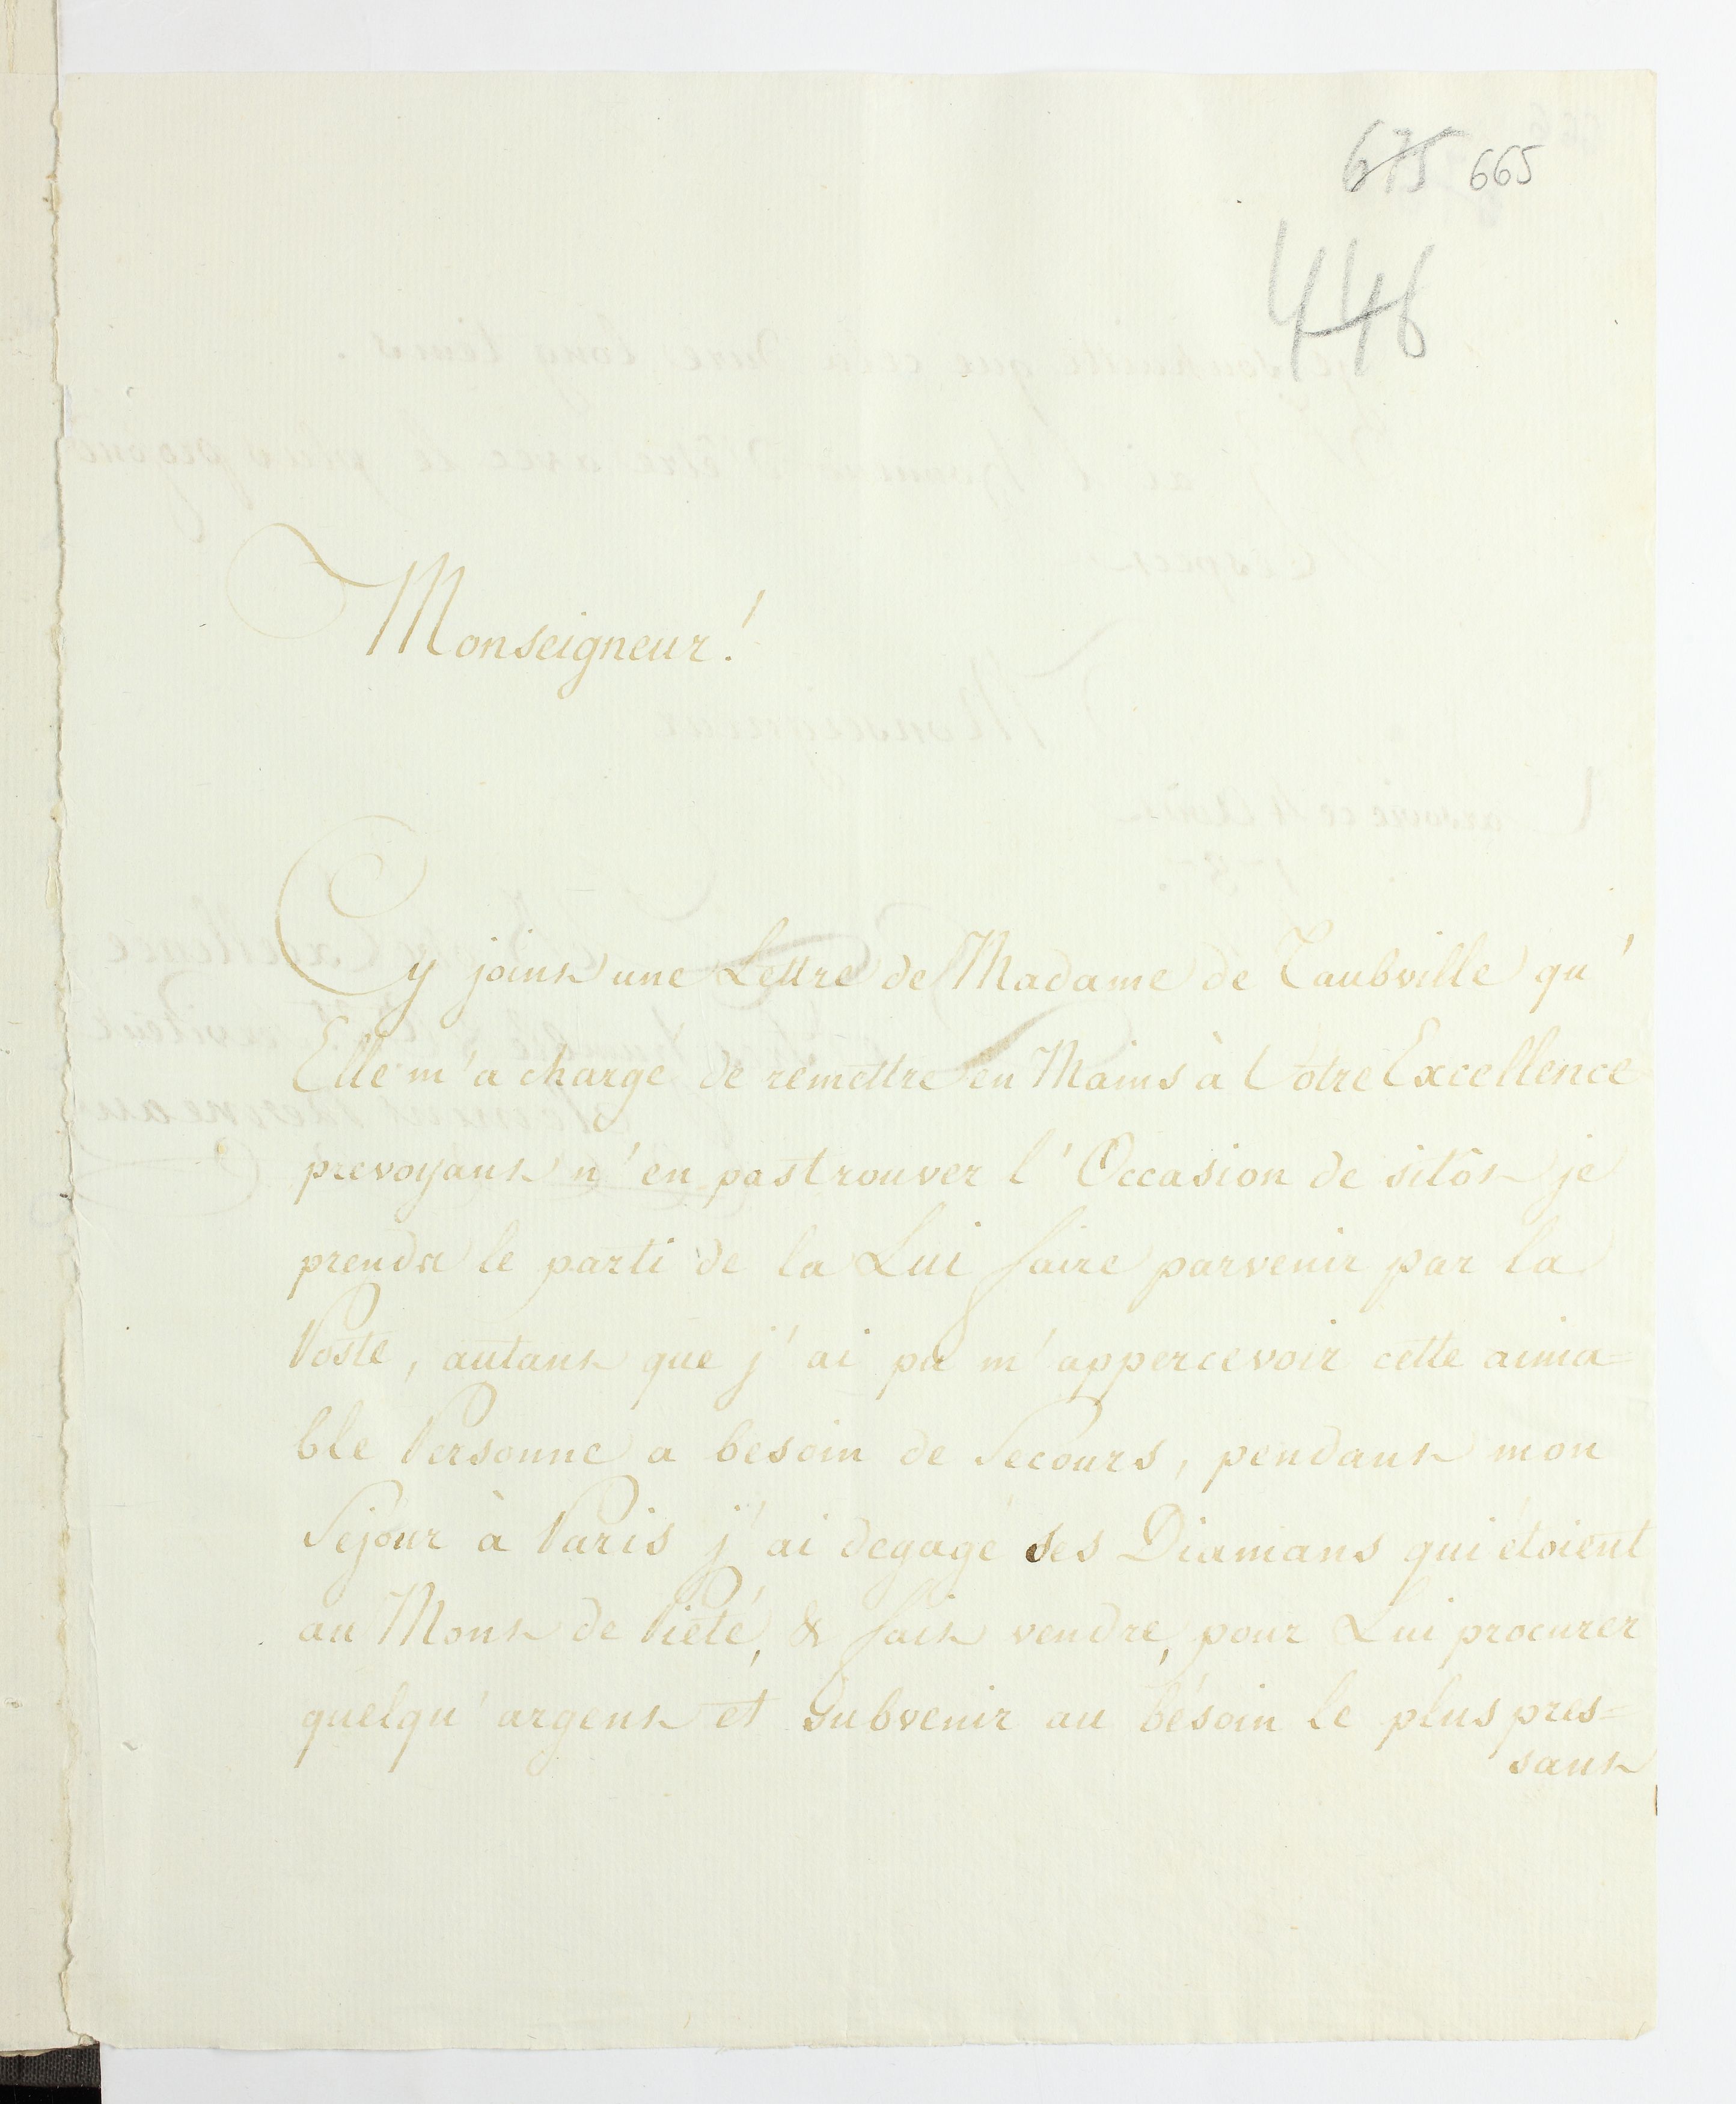 675 665
446
Monseigneur!
Cy joint une Lettre de Madame de Taubville qu'
Elle m'a chargé de remettre en Mains à Votre Excellence
prevoyant n'en pas trouver l'Occasion de sitôt je
prends le parti de la Lui faire parvenir par la
Poste, autant que j'ai pu m'appercevoir cette aima=
ble Personne a besoin de Secours, pendant mon
Séjour à Paris j'ai degagé ses Diamans qui étoient
au Mont de Piété, & fait vendre, pour Lui procurer
quelqu'argent et subvenir au bésoin le plus pres=
sant